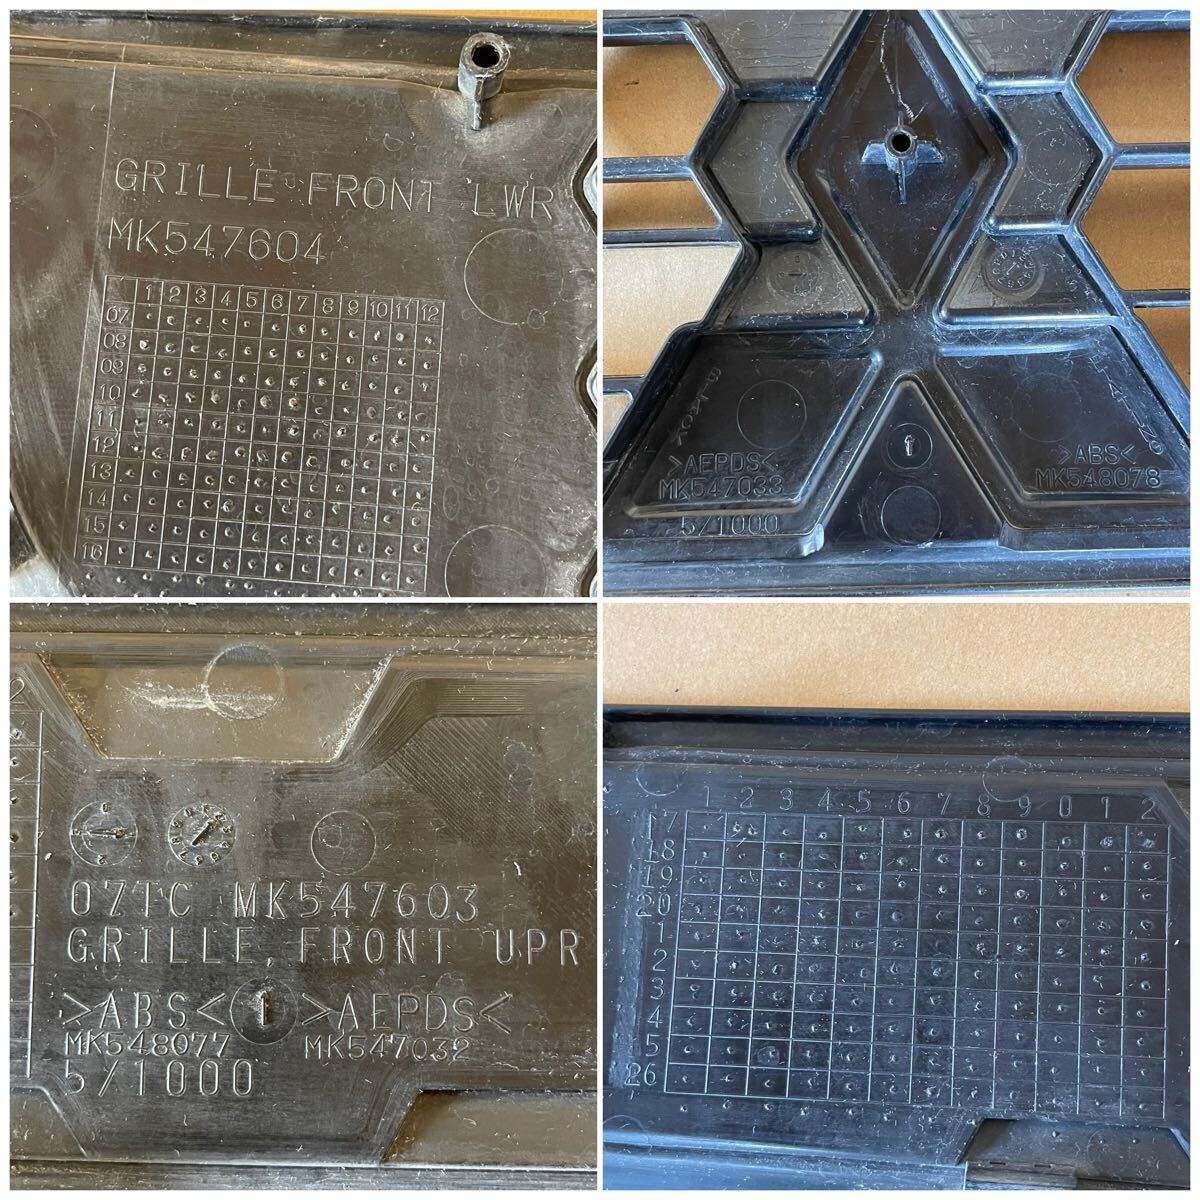 GRILLE FRONT LWR
MK547604
1 2 3 4 5 6 7 8 9 10 11 12
07
08
09
10
11
12
13
14
15
16
>AEPDS<
MK547033
5/1000
>ABS<
MK548078
2
07TC MK547603
GRILLE, FRONT UPR
>ABS< >AEPDS<
MK548077 MK547032
5/1000
1 2 3 4 5 6 7 8 9 0 1 2
17
18
19
20
1
2
3
4
5
26